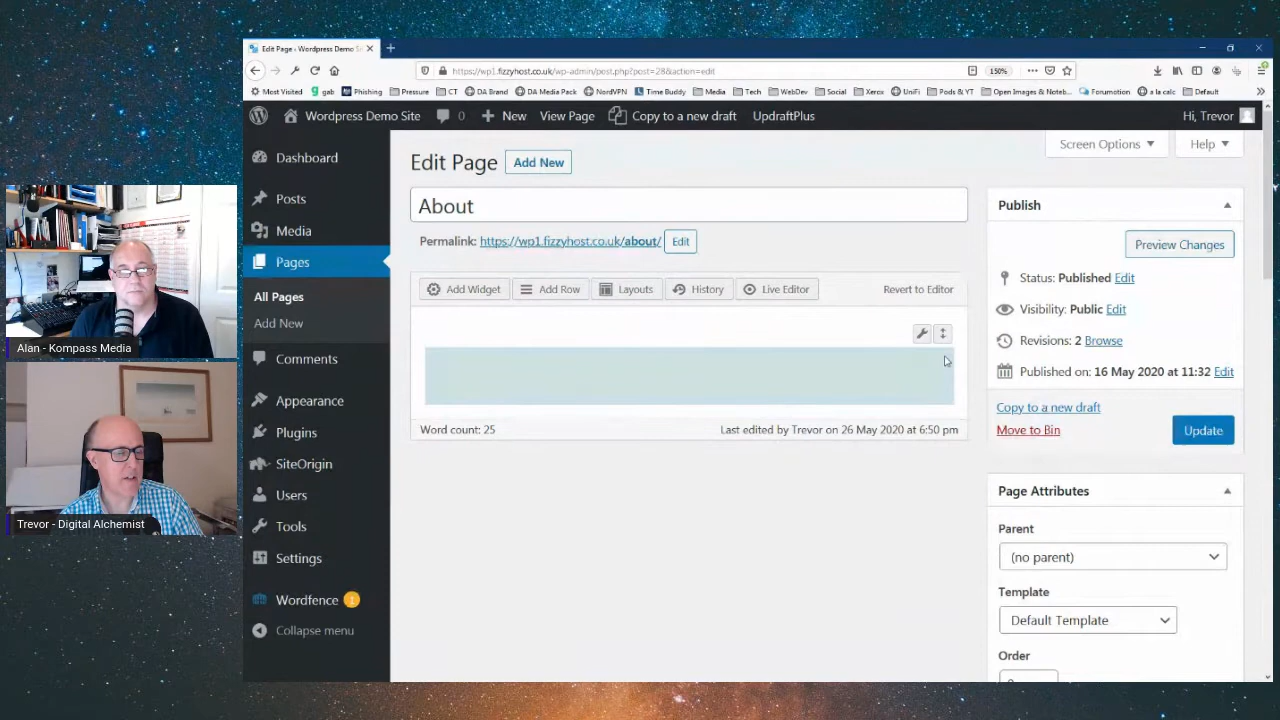 Edit Page ‹ Wordpress Demo Si
https://wp1.fizzyhost.co.uk/wp-admin/post.php?post=28&action=edit
150%
Most Visited
gab
Phishing
Pressure
CT
DA Brand
DA Media Pack
NordVPN
Time Buddy
Media
Tech
WebDev
Social
Xerox
UniFi
Pods & YT
Open Images & Noteb...
Forumotion
a la calc
Default
Wordpress Demo Site
0
New
View Page
Copy to a new draft
UpdraftPlus
Hi, Trevor
Dashboard
Posts
Media
Pages
All Pages
Add New
Comments
Appearance
Plugins
SiteOrigin
Users
Tools
Settings
Wordfence 1
Collapse menu
Edit Page
Add New
Screen Options
Help
About
Permalink: https://wp1.fizzyhost.co.uk/about/ Edit
Add Widget
Add Row
Layouts
History
Live Editor
Revert to Editor
Word count: 25
Last edited by Trevor on 26 May 2020 at 6:50 pm
Publish
Preview Changes
Status: Published Edit
Visibility: Public Edit
Revisions: 2 Browse
Published on: 16 May 2020 at 11:32 Edit
Copy to a new draft
Move to Bin
Update
Page Attributes
Parent
(no parent)
Template
Default Template
Order
Alan - Kompass Media
Trevor - Digital Alchemist